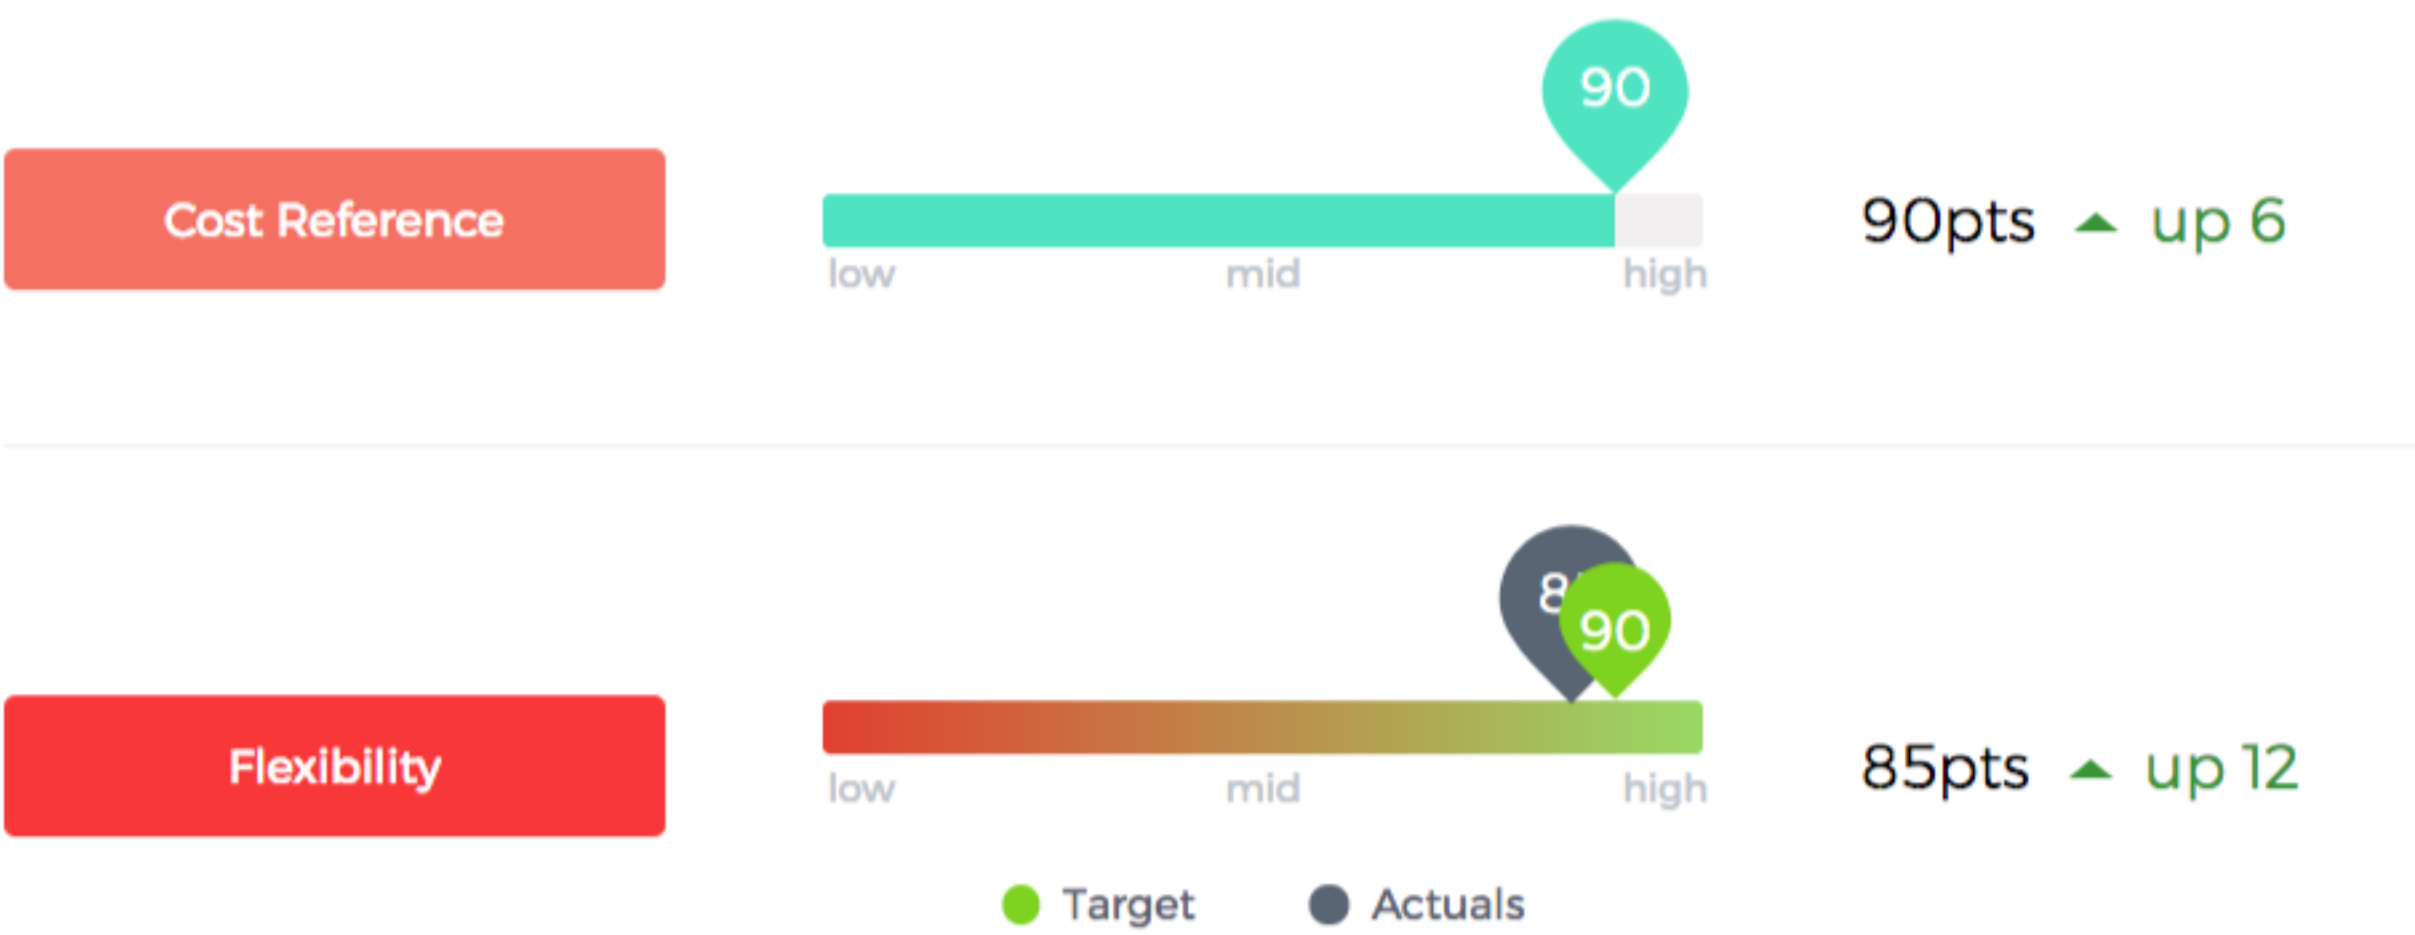 90
Cost Reference
90pts ▲ up 6
low mid high
8
90
Flexibility
85pts ▲ up 12
low mid high
Target Actuals